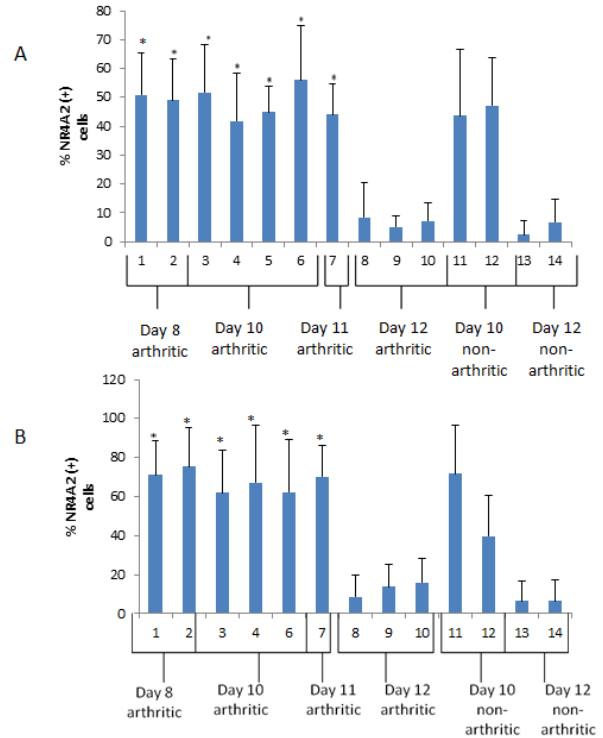 A
% NR4A2 (+)
cells
80
70
60
50
40
30
20
10
0
* * * * * * *
1 2 3 4 5 6 7 8 9 10 11 12 13 14
Day 8
arthritic
Day 10
arthritic
Day 11
arthritic
Day 12
arthritic
Day 10
non-
arthritic
Day 12
non-
arthritic
B
% NR4A2 (+)
cells
120
100
80
60
40
20
0
* * * * * *
1 2 3 4 6 7 8 9 10 11 12 13 14
Day 8
arthritic
Day 10
arthritic
Day 11
arthritic
Day 12
arthritic
Day 10
non-
arthritic
Day 12
non-
arthritic